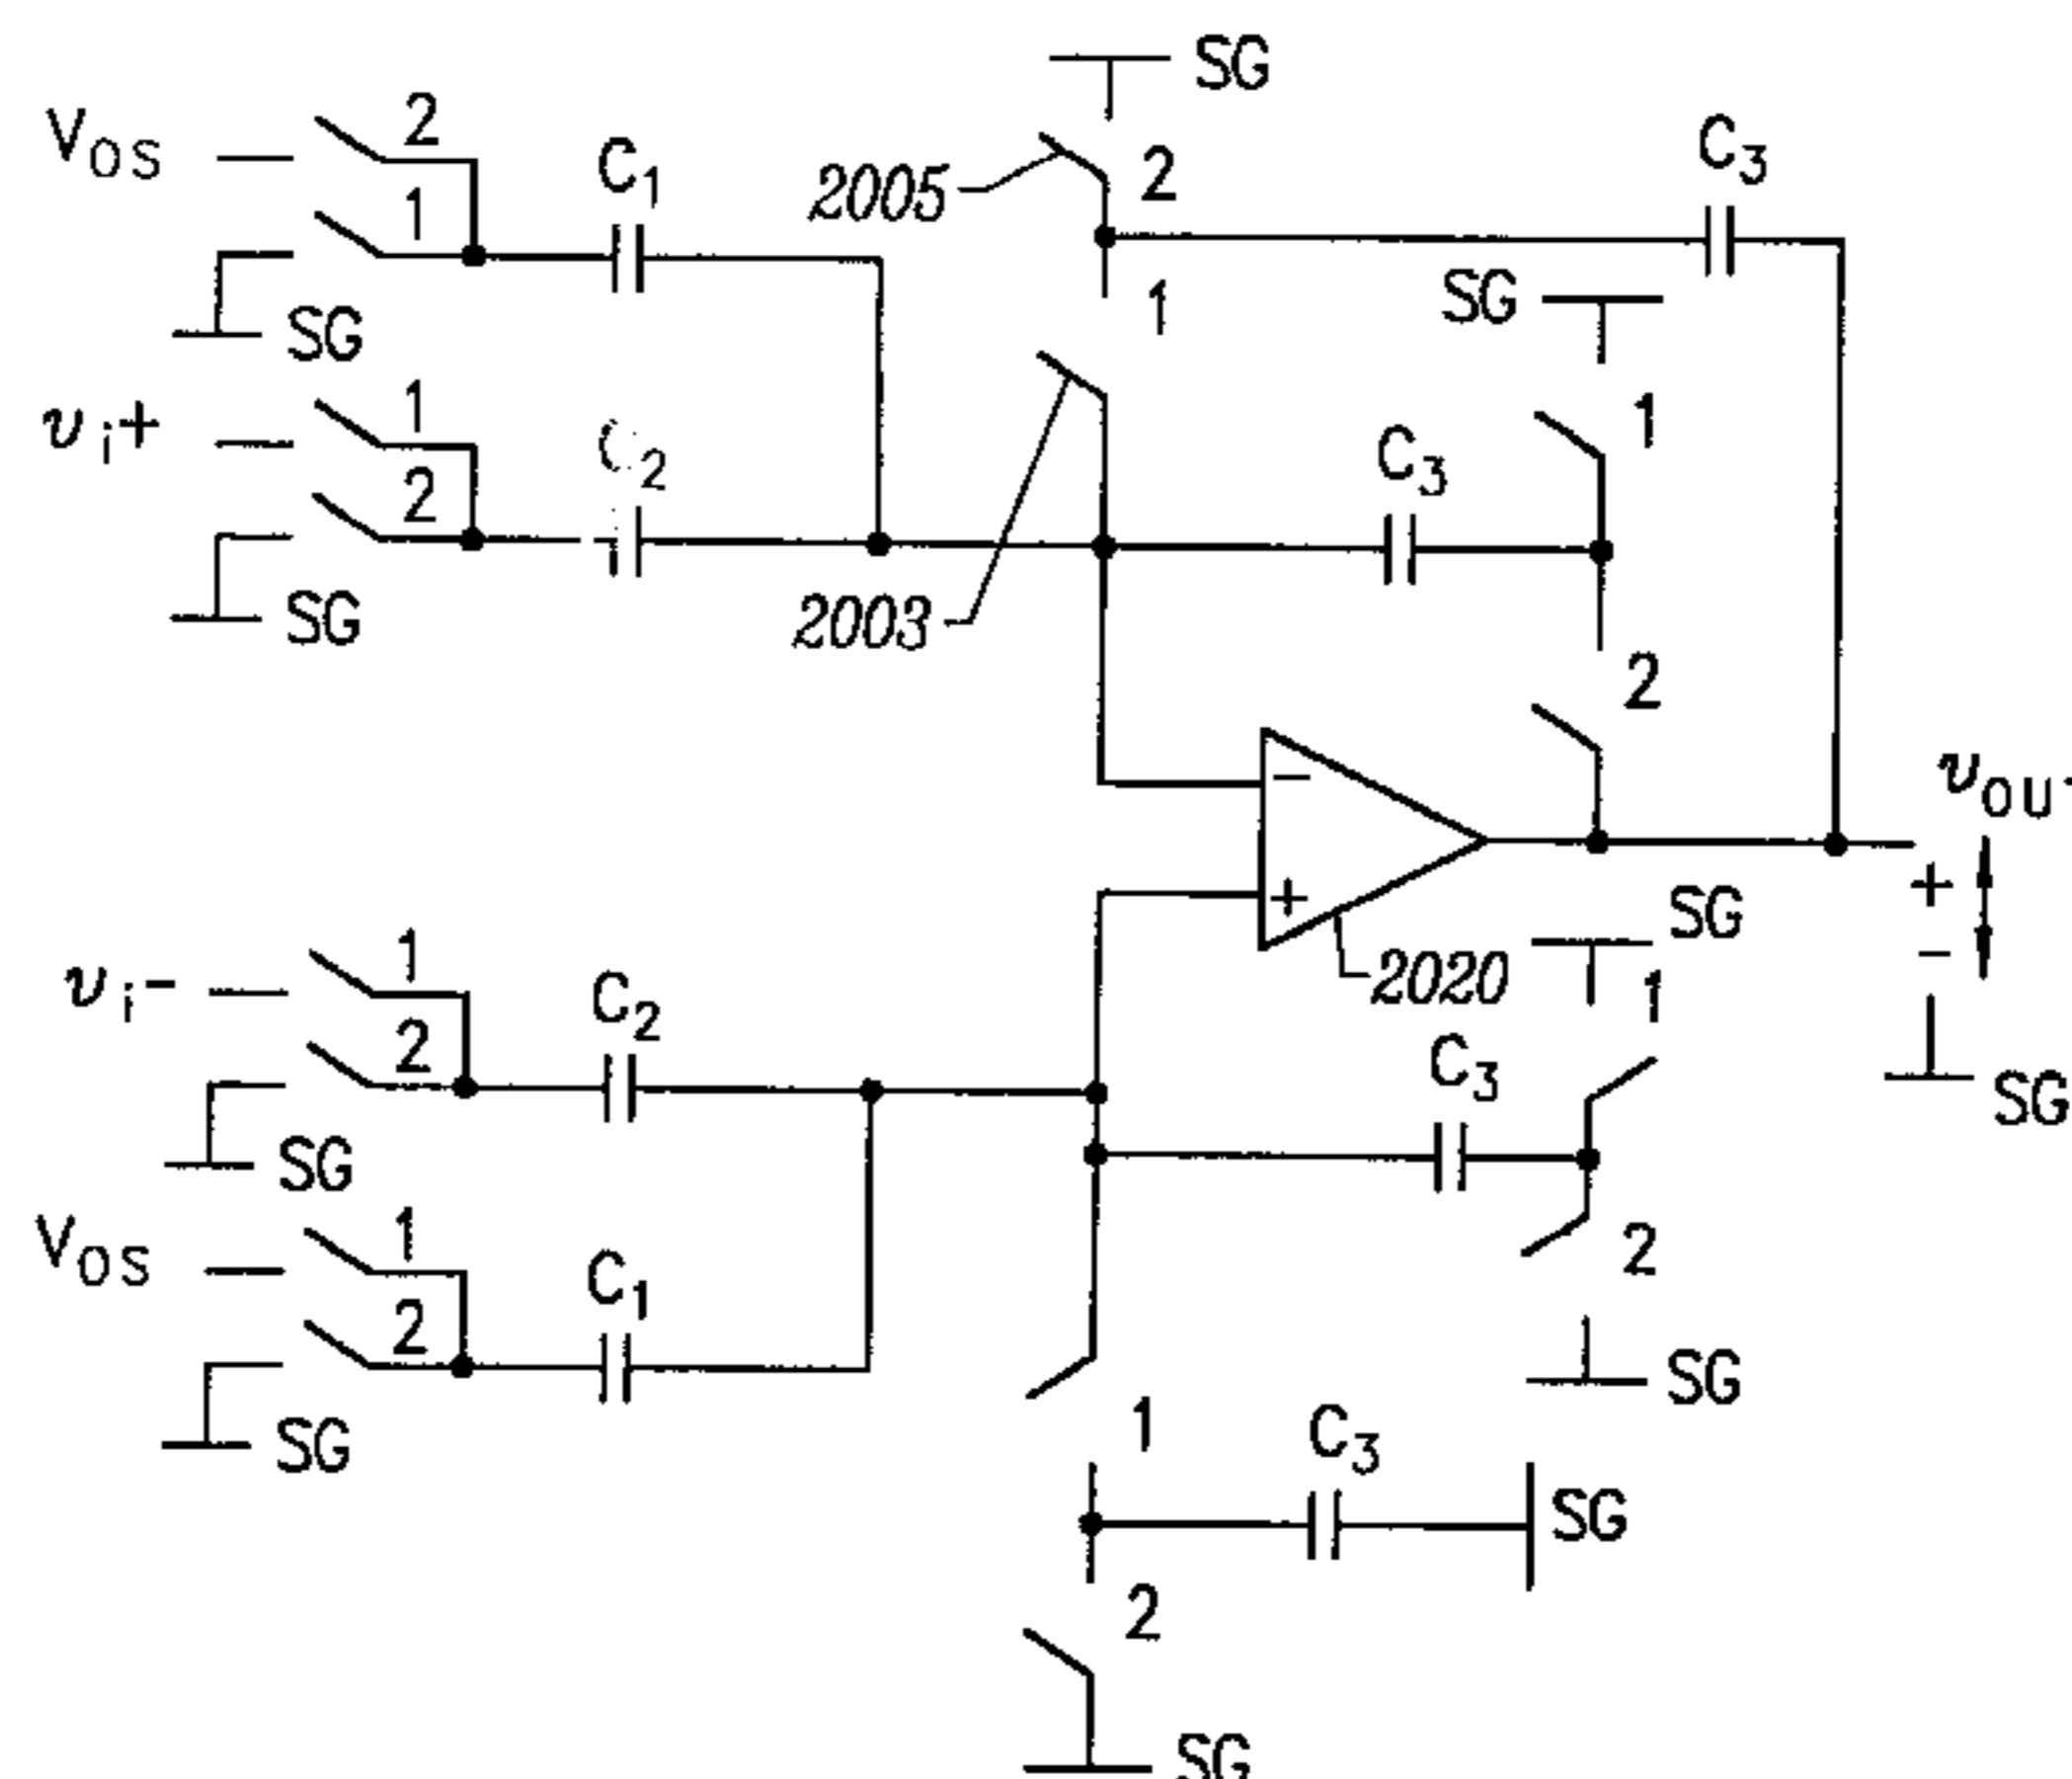 SG
V_OS 2
C_1
2005
2
C_3
1
SG
1
SG
v_i+ 1
C_2
2
C_3
1
SG
2003
2
−
v_OU
+
2020
SG
+
−
v_i− 1
C_2
2
1
C_3
SG
SG
V_OS 1
C_1
2
2
SG
SG
1
C_3
SG
2
SG